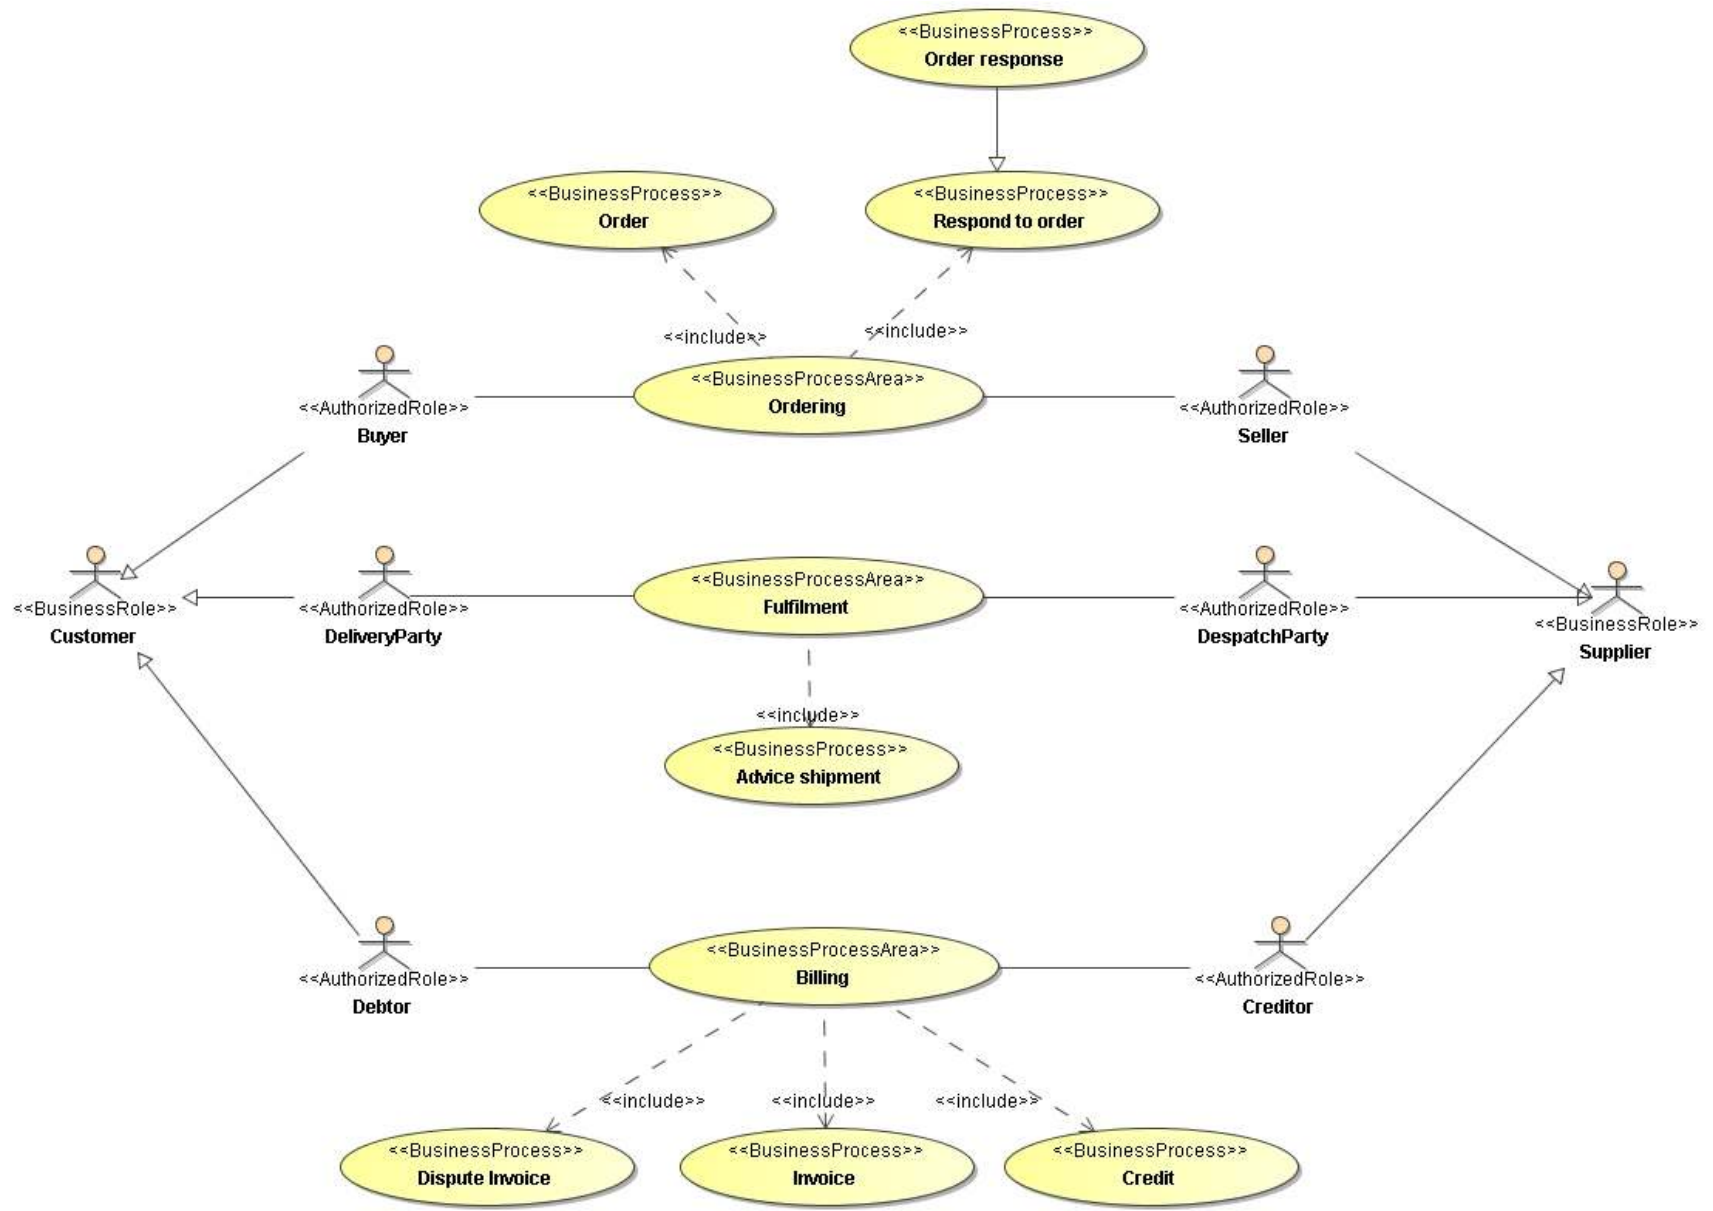 <<BusinessProcess>>
Order response
<<BusinessProcess>>
Order
<<BusinessProcess>>
Respond to order
<<include>>
<<include>>
<<AuthorizedRole>>
Buyer
<<BusinessProcessArea>>
Ordering
<<AuthorizedRole>>
Seller
<<BusinessRole>>
Customer
<<AuthorizedRole>>
DeliveryParty
<<BusinessProcessArea>>
Fulfilment
<<AuthorizedRole>>
DespatchParty
<<BusinessRole>>
Supplier
<<include>>
<<BusinessProcess>>
Advice shipment
<<AuthorizedRole>>
Debtor
<<BusinessProcessArea>>
Billing
<<AuthorizedRole>>
Creditor
<<include>>
<<include>>
<<include>>
<<BusinessProcess>>
Dispute Invoice
<<BusinessProcess>>
Invoice
<<BusinessProcess>>
Credit